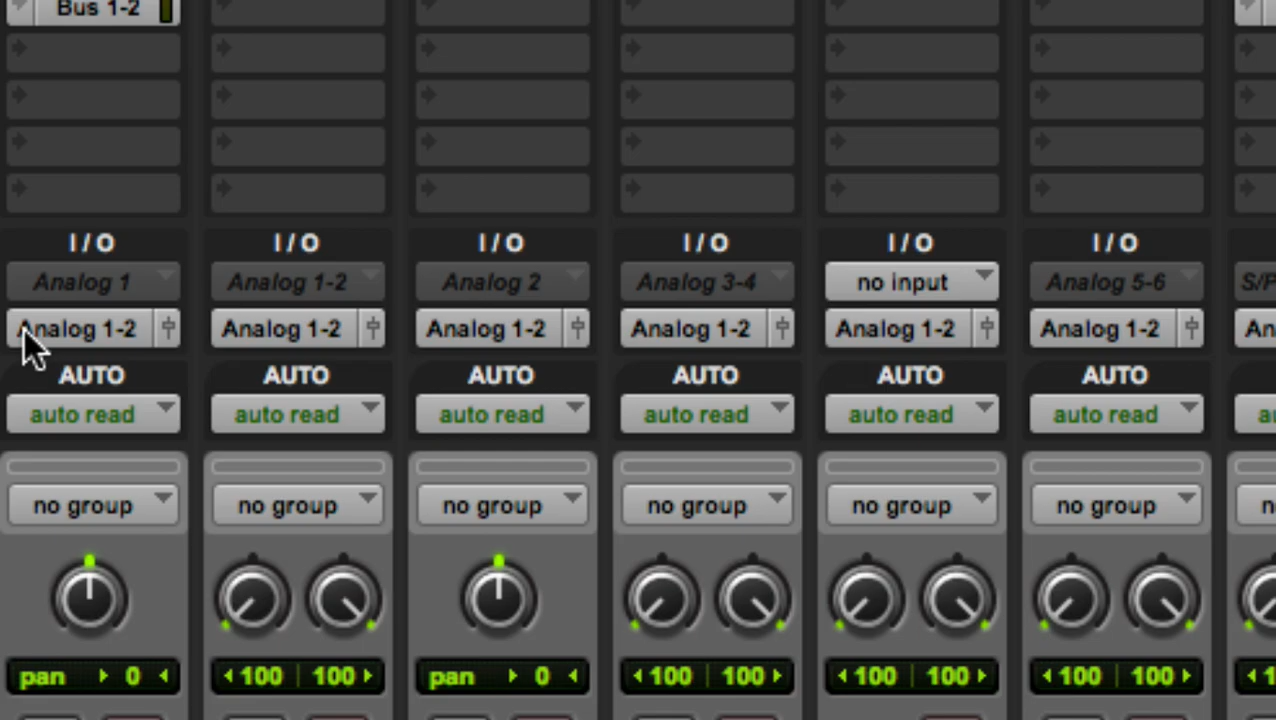 Bus 1-2
I/O I/O I/O I/O I/O I/O
Analog 1 Analog 1-2 Analog 2 Analog 3-4 no input Analog 5-6 S/P
Analog 1-2 Analog 1-2 Analog 1-2 Analog 1-2 Analog 1-2 Analog 1-2 An
AUTO AUTO AUTO AUTO AUTO AUTO
auto read auto read auto read auto read auto read auto read
no group no group no group no group no group no group
pan 0 100 100 pan 0 100 100 100 100 100 100